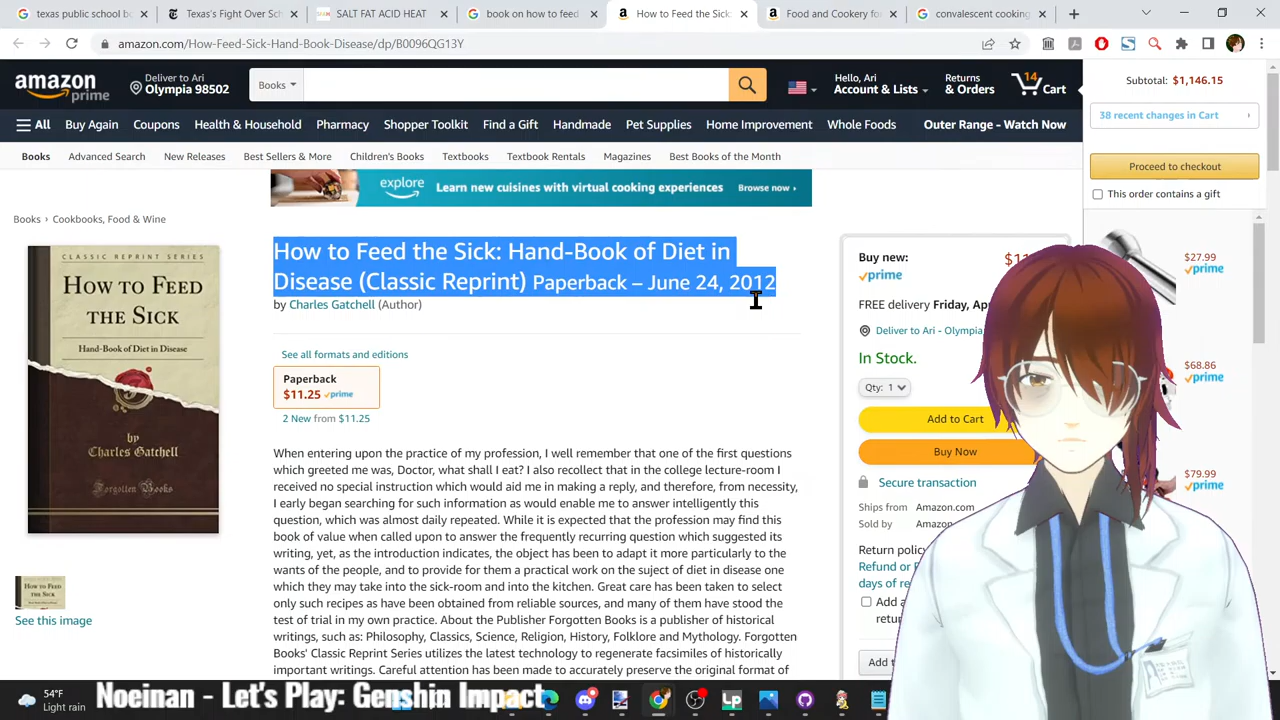 texas public school bo
Texas's Fight Over Sch
SALT FAT ACID HEAT
book on how to feed
How to Feed the Sick:
Food and Cookery for
convalescent cooking
amazon.com/How-Feed-Sick-Hand-Book-Disease/dp/B0096QG13Y
amazon
prime
Deliver to Ari
Olympia 98502
Books
Hello, Ari
Account & Lists
Returns
& Orders
14
Cart
Subtotal: $1,146.15
38 recent changes in Cart
All Buy Again Coupons Health & Household Pharmacy Shopper Toolkit Find a Gift Handmade Pet Supplies Home Improvement Whole Foods Outer Range - Watch Now
Books Advanced Search New Releases Best Sellers & More Children's Books Textbooks Textbook Rentals Magazines Best Books of the Month
Proceed to checkout
This order contains a gift
explore
Learn new cuisines with virtual cooking experiences Browse now ›
Books › Cookbooks, Food & Wine
CLASSIC REPRINT SERIES
HOW TO FEED
THE SICK
Hand-Book of Diet in Disease
by
Charles Gatchell
Forgotten Books
HOW TO FEED
THE SICK
See this image
How to Feed the Sick: Hand-Book of Diet in
Disease (Classic Reprint) Paperback – June 24, 2012
by Charles Gatchell (Author)
See all formats and editions
Paperback
$11.25 prime
2 New from $11.25
When entering upon the practice of my profession, I well remember that one of the first questions
which greeted me was, Doctor, what shall I eat? I also recollect that in the college lecture-room I
received no special instruction which would aid me in making a reply, and therefore, from necessity,
I early began searching for such information as would enable me to answer intelligently this
question, which was almost daily repeated. While it is expected that the profession may find this
book of value when called upon to answer the frequently recurring question which suggested its
writing, yet, as the introduction indicates, the object has been to adapt it more particularly to the
wants of the people, and to provide for them a practical work on the suject of diet in disease one
which they may take into the sick-room and into the kitchen. Great care has been taken to select
only such recipes as have been obtained from reliable sources, and many of them have stood the
test of trial in my own practice. About the Publisher Forgotten Books is a publisher of historical
writings, such as: Philosophy, Classics, Science, Religion, History, Folklore and Mythology. Forgotten
Books' Classic Reprint Series utilizes the latest technology to regenerate facsimiles of historically
important writings. Careful attention has been made to accurately preserve the original format of
Buy new:
prime
FREE delivery Friday,
Deliver to Ari - Olympia
In Stock.
Qty: 1
Add to Cart
Buy Now
Secure transaction
Ships from Amazon.com
Sold by Amazon
Return policy
Refund or
days of re
Add a
Add t
$27.99
prime
$68.86
prime
$79.99
prime
54°F
Light rain
Noeinan - Let's Play: Genshin Impact